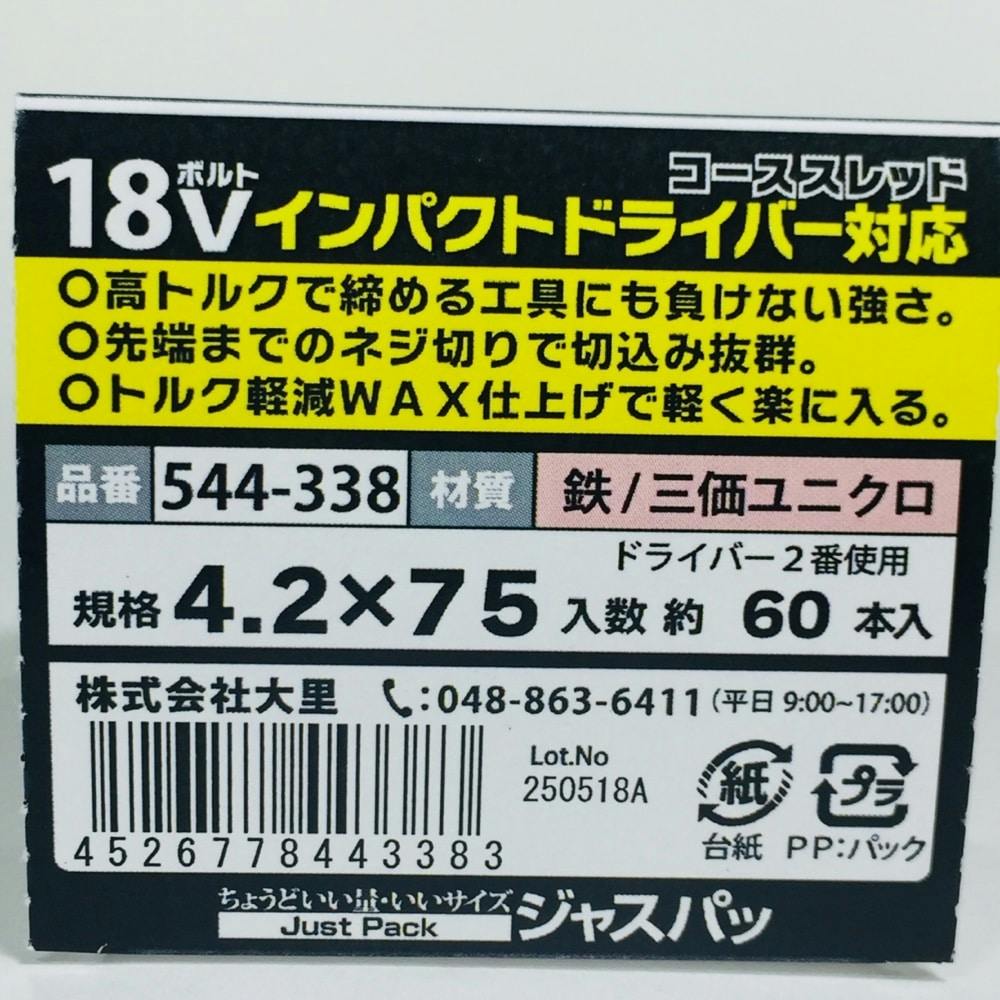 コーススレッド
18Vボルト インパクトドライバー対応
〇高トルクで締める工具にも負けない強さ。
〇先端までのネジ切りで切込み抜群。
〇トルク軽減WAX仕上げで軽く楽に入る。
品番 544-338 材質 鉄/三価ユニクロ
ドライバー2番使用
規格 4.2×75 入数 約 60 本入
株式会社大里 :048-863-6411(平日 9:00~17:00)
Lot.No
250518A
紙 プラ
台紙 PP:パック
4526778443383
ちょうどいい量・いいサイズ
Just Pack ジャスパッ